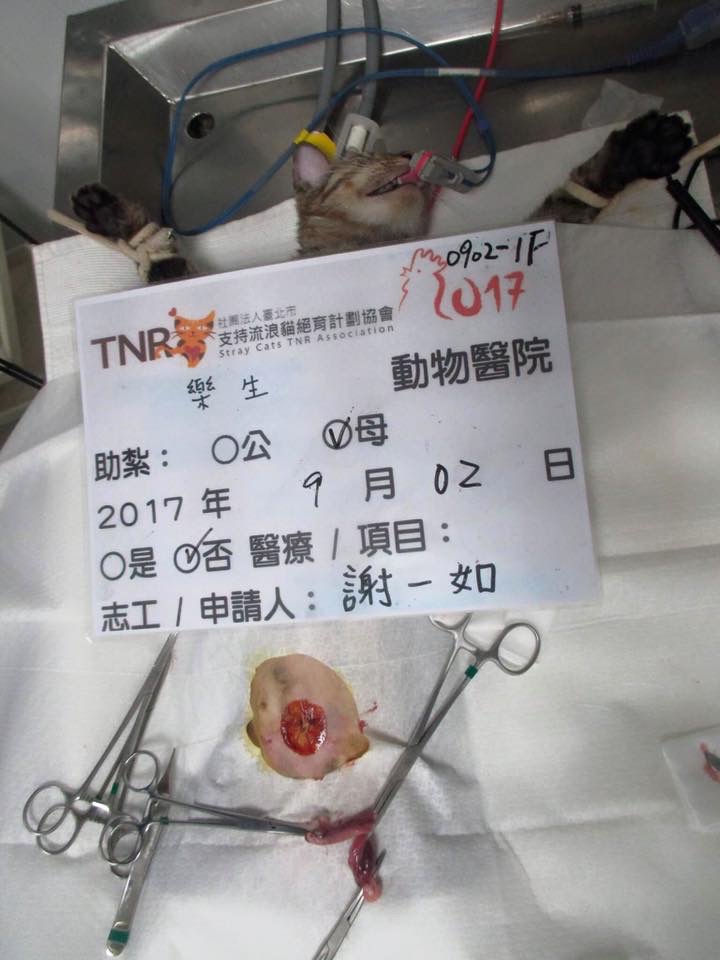 0902-1F
2017
TNR 社團法人臺北市
支持流浪貓絕育計劃協會
Stray Cats TNR Association
樂生 動物醫院
助紮： ○公 ○母
2017 年 9 月 02 日
○是 ○否 醫療 / 項目：
志工 / 申請人： 謝一如